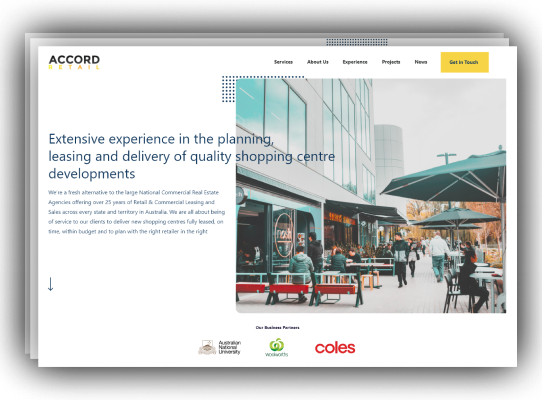 ACCORD
RETAIL
Services About Us Experience Projects News Get In Touch
Extensive experience in the planning,
leasing and delivery of quality shopping centre
developments
We're a fresh alternative to the large National Commercial Real Estate
Agencies offering over 25 years of Retail & Commercial Leasing and
Sales across every state and territory in Australia. We are all about being
of service to our clients to deliver new shopping centres fully leased, on
time, within budget and to plan with the right retailer in the right
Our Business Partners
Australian
National
University
woolworths
coles